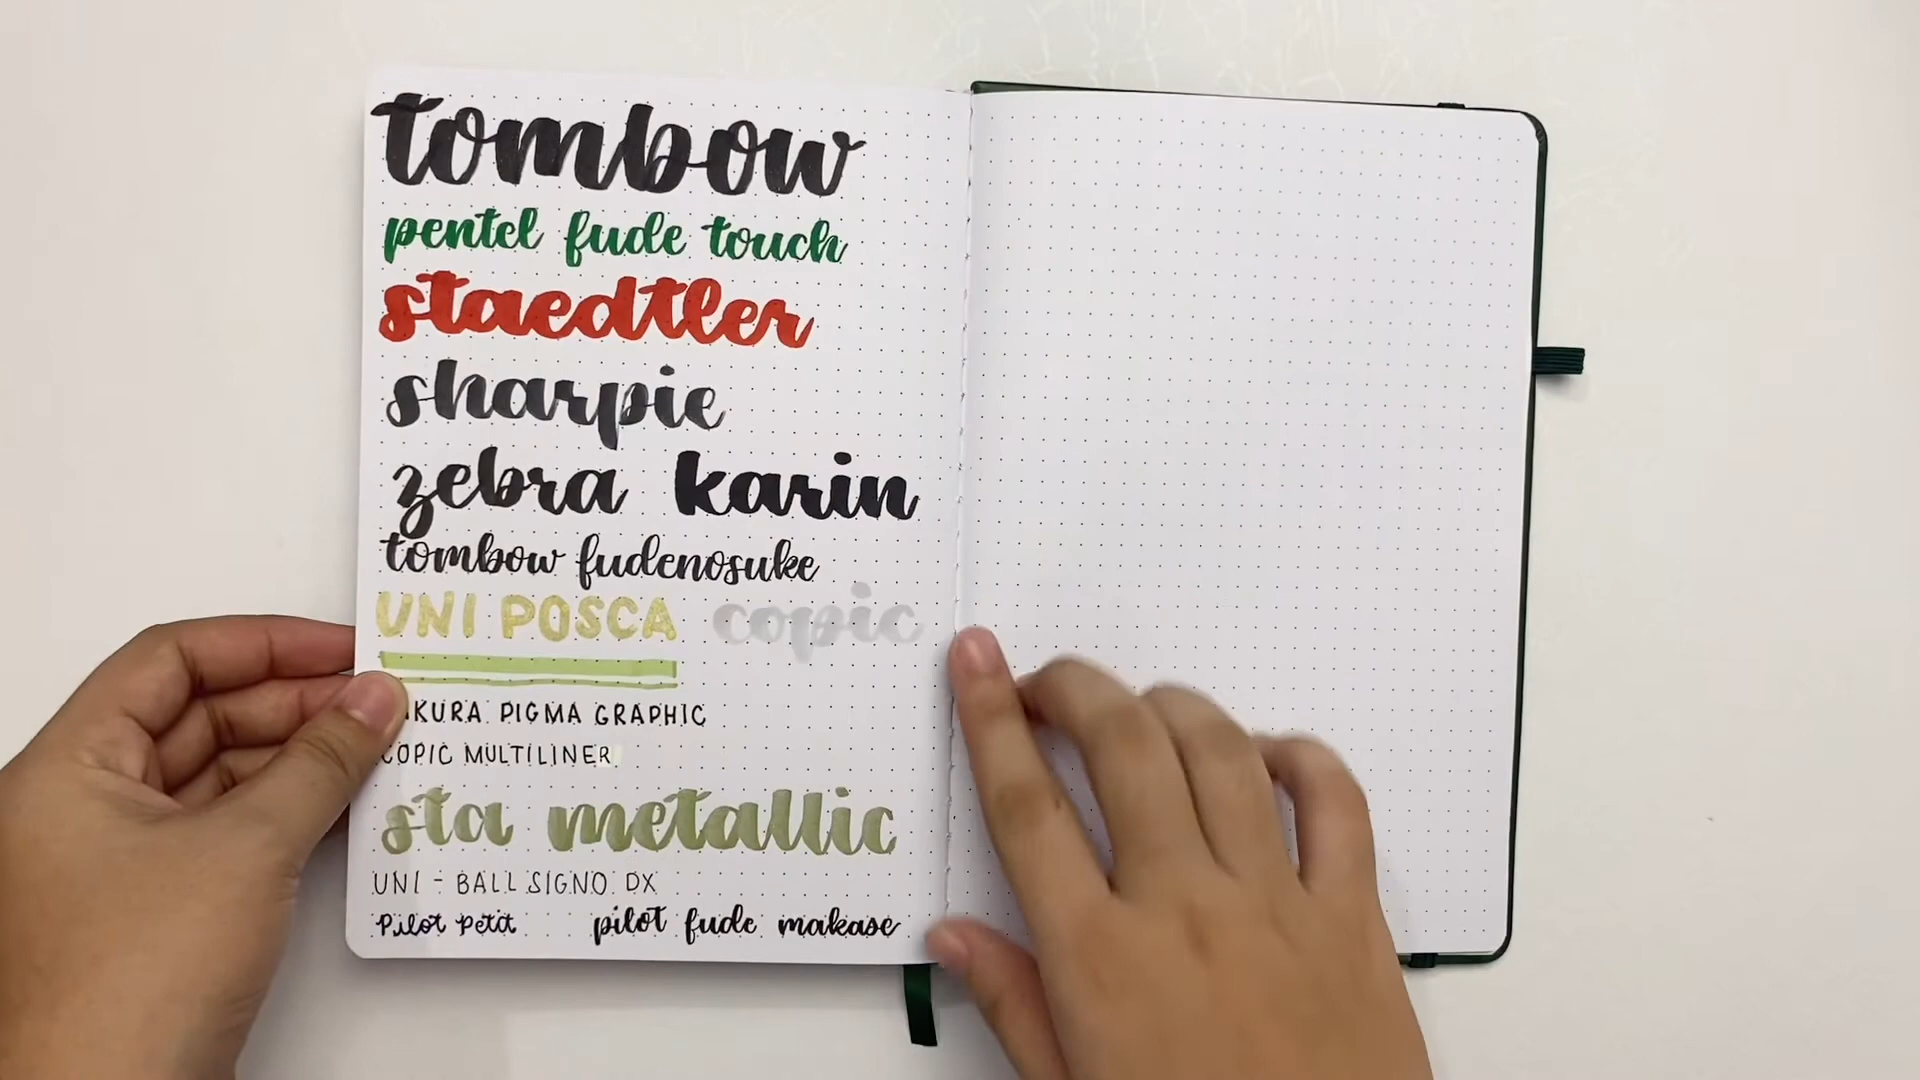 tombow
pentel fude touch
staedtler
sharpie
zebra karin
tombow fudenosuke
UNI POSCA copic
PIGMA GRAPHIC
COPIC MULTILINER
sta metallic
UNI-BALL SIGNO DX
Pilot Petit pilot fude makase